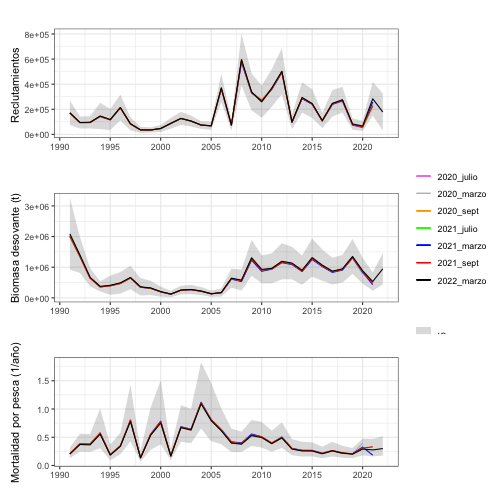 Reclutamientos
8e+05
6e+05
4e+05
2e+05
0e+00
1990 1995 2000 2005 2010 2015 2020
Biomasa desovante (t)
3e+06
2e+06
1e+06
0e+00
1990 1995 2000 2005 2010 2015 2020
Mortalidad por pesca (1/año)
1.5
1.0
0.5
0.0
1990 1995 2000 2005 2010 2015 2020
2020_julio
2020_marzo
2020_sept
2021_julio
2021_marzo
2021_sept
2022_marzo